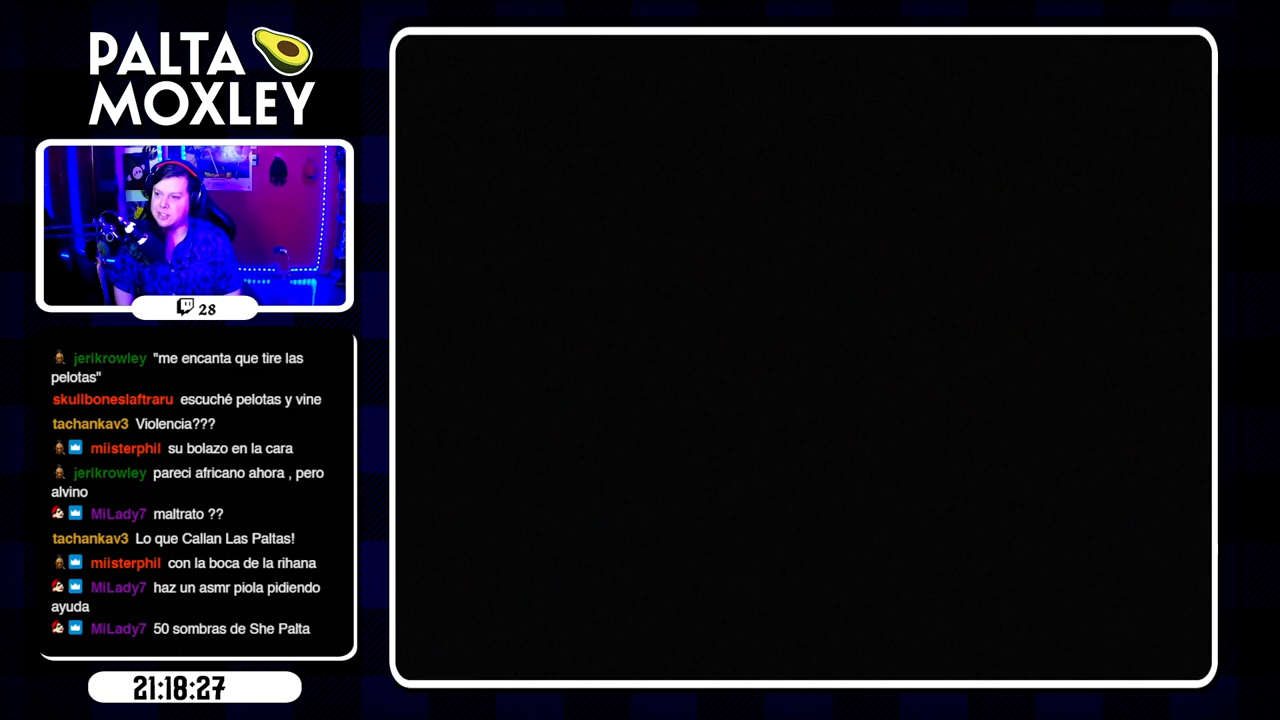 PALTA
MOXLEY
28
jerikrowley "me encanta que tire las
pelotas"
skullboneslaftraru escuché pelotas y vine
tachankav3 Violencia???
miisterphil su bolazo en la cara
jerikrowley pareci africano ahora , pero
alvino
MiLady7 maltrato ??
tachankav3 Lo que Callan Las Paltas!
miisterphil con la boca de la rihana
MiLady7 haz un asmr piola pidiendo
ayuda
MiLady7 50 sombras de She Palta
21:18:27